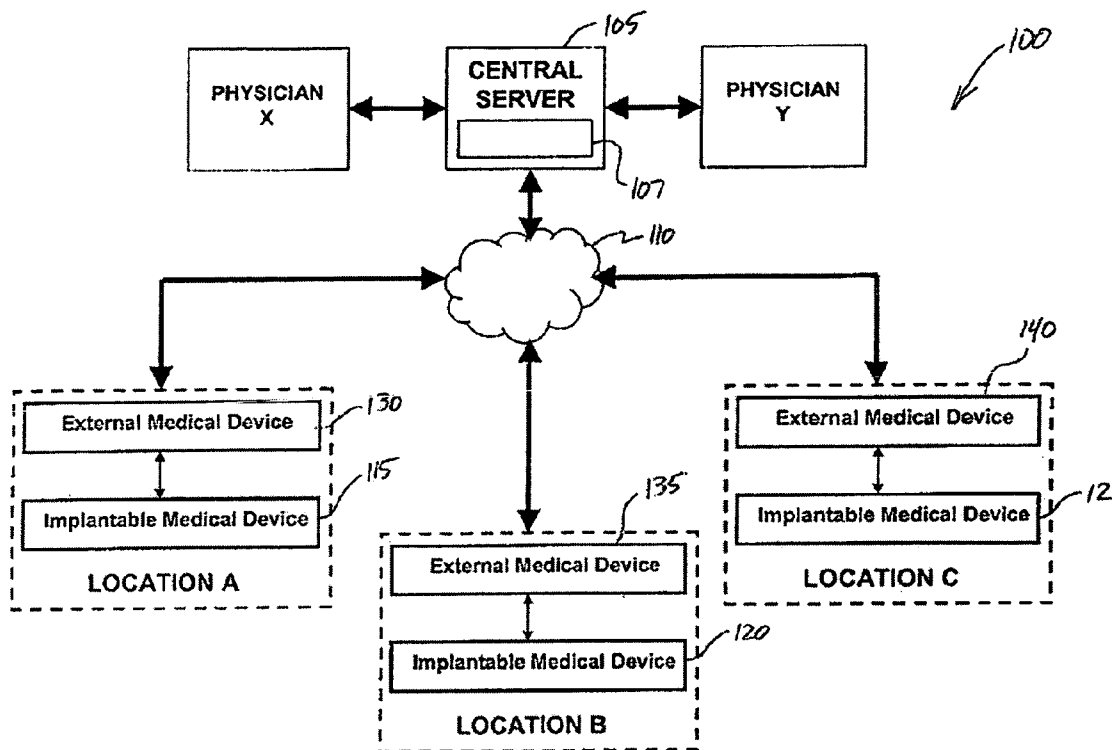 105
100
PHYSICIAN
X
CENTRAL
SERVER
PHYSICIAN
Y
107
110
140
External Medical Device
130
External Medical Device
115
135
Implantable Medical Device
Implantable Medical Device
12
External Medical Device
LOCATION A
LOCATION C
120
Implantable Medical Device
LOCATION B